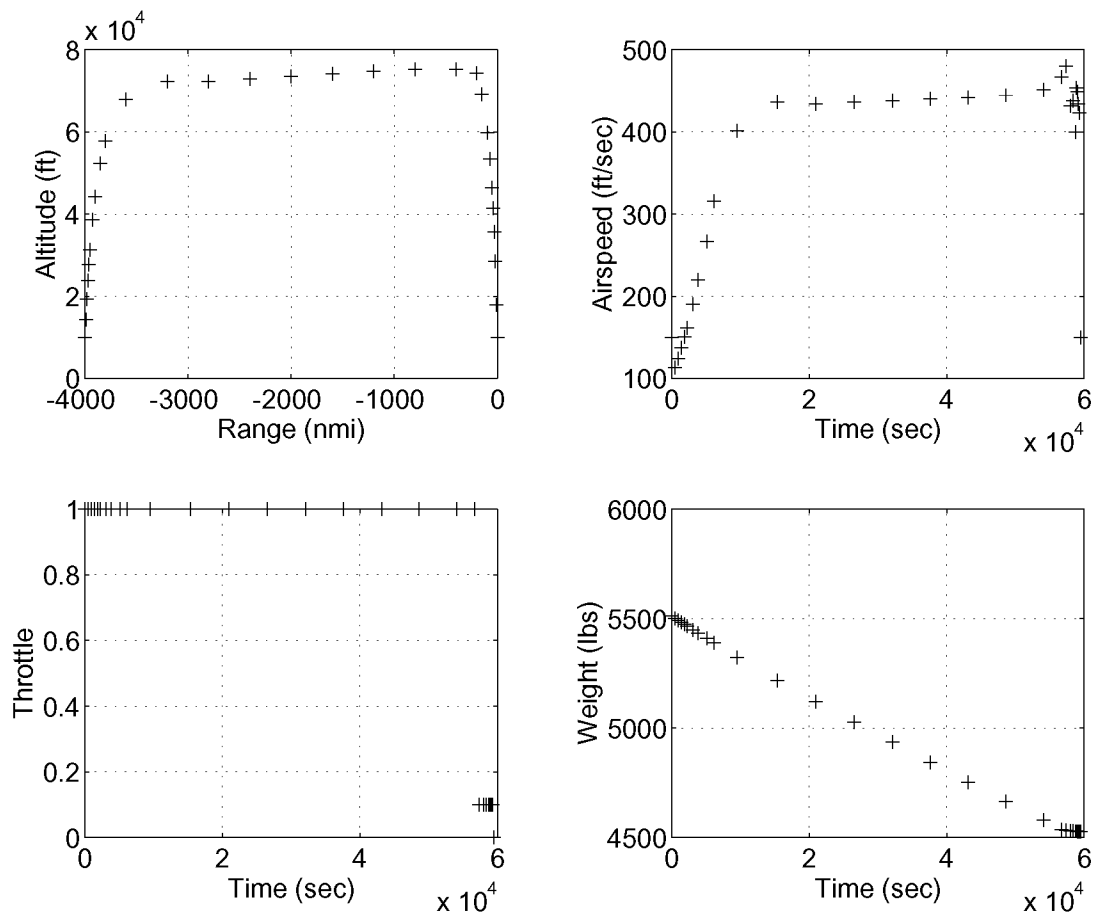 x 10^4
8
6
4
2
0
Altitude (ft)
-4000 -3000 -2000 -1000 0
Range (nmi)
500
400
300
200
100
Airspeed (ft/sec)
0 2 4 6
Time (sec)
x 10^4
1
0.8
0.6
0.4
0.2
0
Throttle
0 2 4 6
Time (sec)
x 10^4
6000
5500
5000
4500
Weight (lbs)
0 2 4 6
Time (sec)
x 10^4